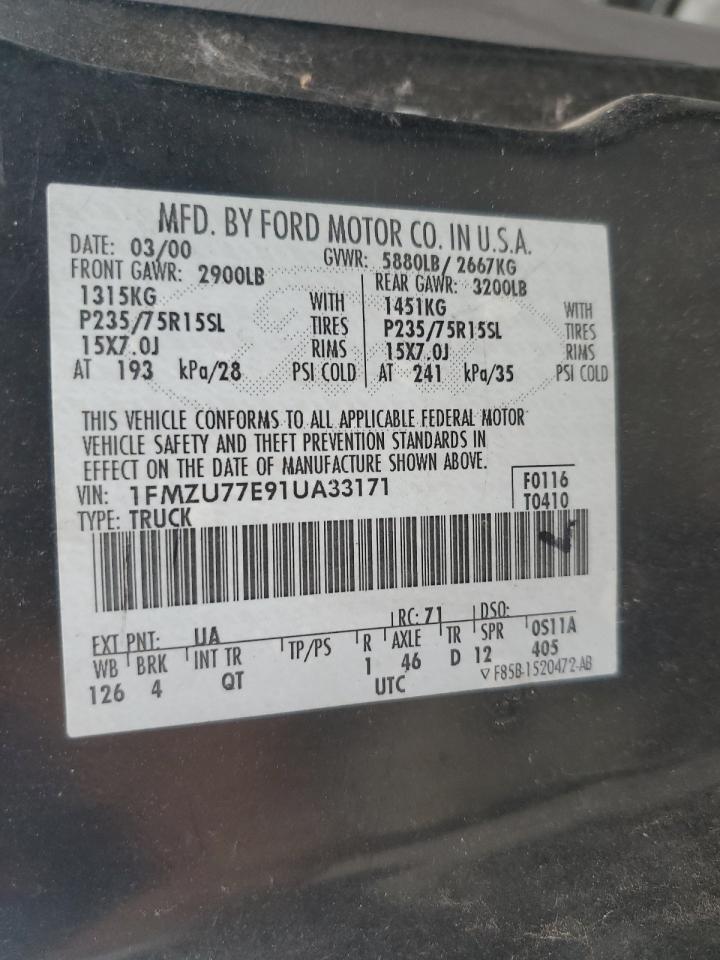 MFD. BY FORD MOTOR CO. IN U.S.A.
DATE: 03/00 GVWR: 5880LB/ 2667KG
FRONT GAWR: 2900LB REAR GAWR: 3200LB
1315KG WITH 1451KG WITH
P235/75R15SL TIRES P235/75R15SL TIRES
15X7.0J RIMS 15X7.0J RIMS
AT 193 kPa/28 PSI COLD AT 241 kPa/35 PSI COLD
THIS VEHICLE CONFORMS TO ALL APPLICABLE FEDERAL MOTOR
VEHICLE SAFETY AND THEFT PREVENTION STANDARDS IN
EFFECT ON THE DATE OF MANUFACTURE SHOWN ABOVE.
VIN: 1FMZU77E91UA33171 F0116
TYPE: TRUCK T0410
EXT PNT: UA RC: 71 DSO:
WB BRK INT TR TP/PS R AXLE TR SPR 0S11A
126 4 QT 1 46 D 12 405
UTC ▽ F85B-1520472-AB